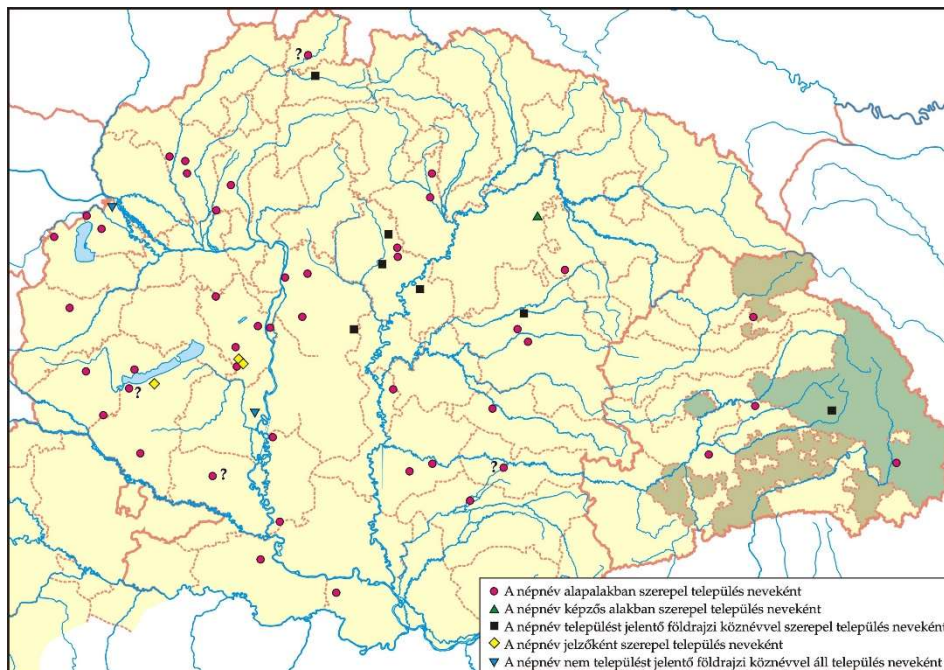 ?
?
?
?
A népnév alapalakban szerepel település neveként
A népnév képzős alakban szerepel település neveként
A népnév települést jelentő földrajzi köznévvel szerepel település neveként
A népnév jelzőként szerepel település neveként
A népnév nem települést jelentő földrajzi köznévvel áll település neveként